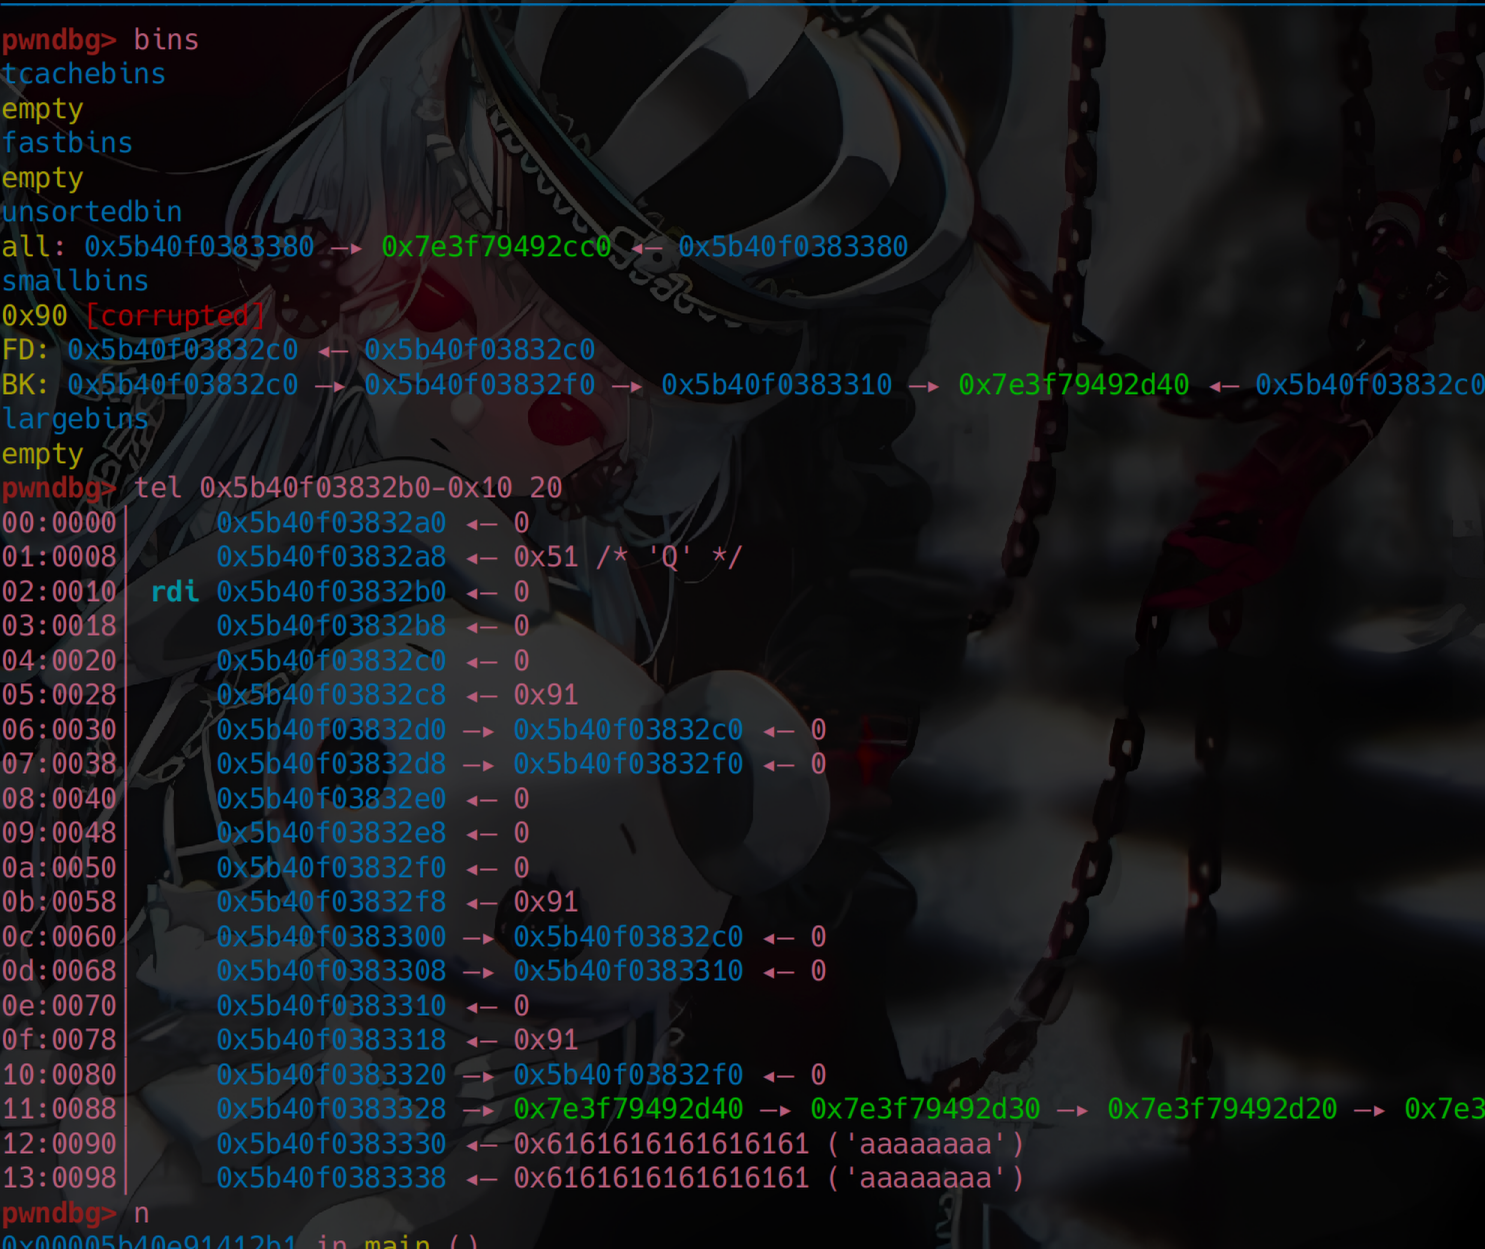 pwndbg> bins
tcachebins
empty
fastbins
empty
unsortedbin
all: 0x5b40f0383380 —▸ 0x7e3f79492cc0 ◂— 0x5b40f0383380
smallbins
0x90 [corrupted]
FD: 0x5b40f03832c0 ◂— 0x5b40f03832c0
BK: 0x5b40f03832c0 —▸ 0x5b40f03832f0 —▸ 0x5b40f0383310 —▸ 0x7e3f79492d40 ◂— 0x5b40f03832c0
largebins
empty
pwndbg> tel 0x5b40f03832b0-0x10 20
00:0000│ 0x5b40f03832a0 ◂— 0
01:0008│ 0x5b40f03832a8 ◂— 0x51 /* 'Q' */
02:0010│ rdi 0x5b40f03832b0 ◂— 0
03:0018│ 0x5b40f03832b8 ◂— 0
04:0020│ 0x5b40f03832c0 ◂— 0
05:0028│ 0x5b40f03832c8 ◂— 0x91
06:0030│ 0x5b40f03832d0 —▸ 0x5b40f03832c0 ◂— 0
07:0038│ 0x5b40f03832d8 —▸ 0x5b40f03832f0 ◂— 0
08:0040│ 0x5b40f03832e0 ◂— 0
09:0048│ 0x5b40f03832e8 ◂— 0
0a:0050│ 0x5b40f03832f0 ◂— 0
0b:0058│ 0x5b40f03832f8 ◂— 0x91
0c:0060│ 0x5b40f0383300 —▸ 0x5b40f03832c0 ◂— 0
0d:0068│ 0x5b40f0383308 —▸ 0x5b40f0383310 ◂— 0
0e:0070│ 0x5b40f0383310 ◂— 0
0f:0078│ 0x5b40f0383318 ◂— 0x91
10:0080│ 0x5b40f0383320 —▸ 0x5b40f03832f0 ◂— 0
11:0088│ 0x5b40f0383328 —▸ 0x7e3f79492d40 —▸ 0x7e3f79492d30 —▸ 0x7e3f79492d20 —▸ 0x7e3
12:0090│ 0x5b40f0383330 ◂— 0x6161616161616161 ('aaaaaaaa')
13:0098│ 0x5b40f0383338 ◂— 0x6161616161616161 ('aaaaaaaa')
pwndbg> n
0x00005b40e91412b1 in main ()